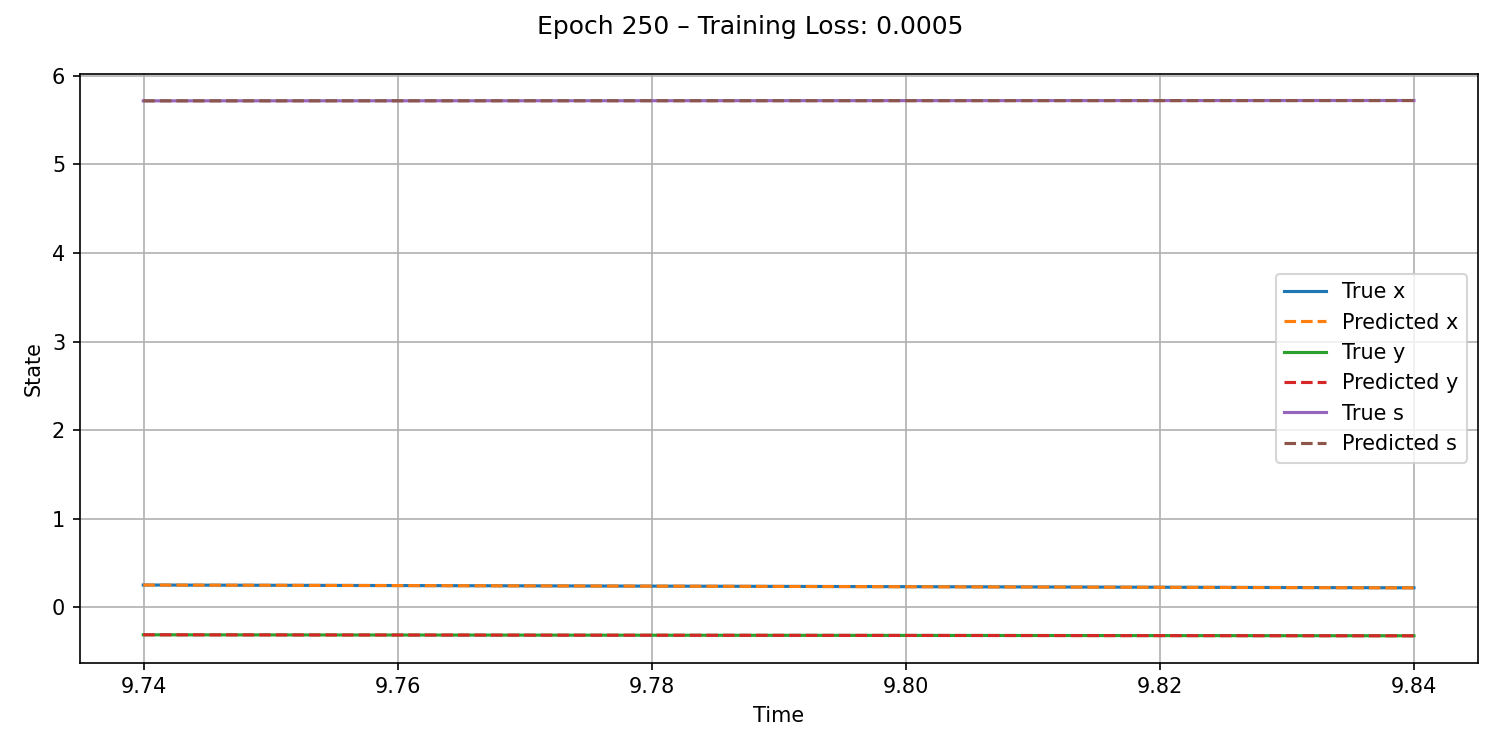 Epoch 250 – Training Loss: 0.0005
6
5
4
3
2
1
0
State
True x
Predicted x
True y
Predicted y
True s
Predicted s
9.74 9.76 9.78 9.80 9.82 9.84
Time